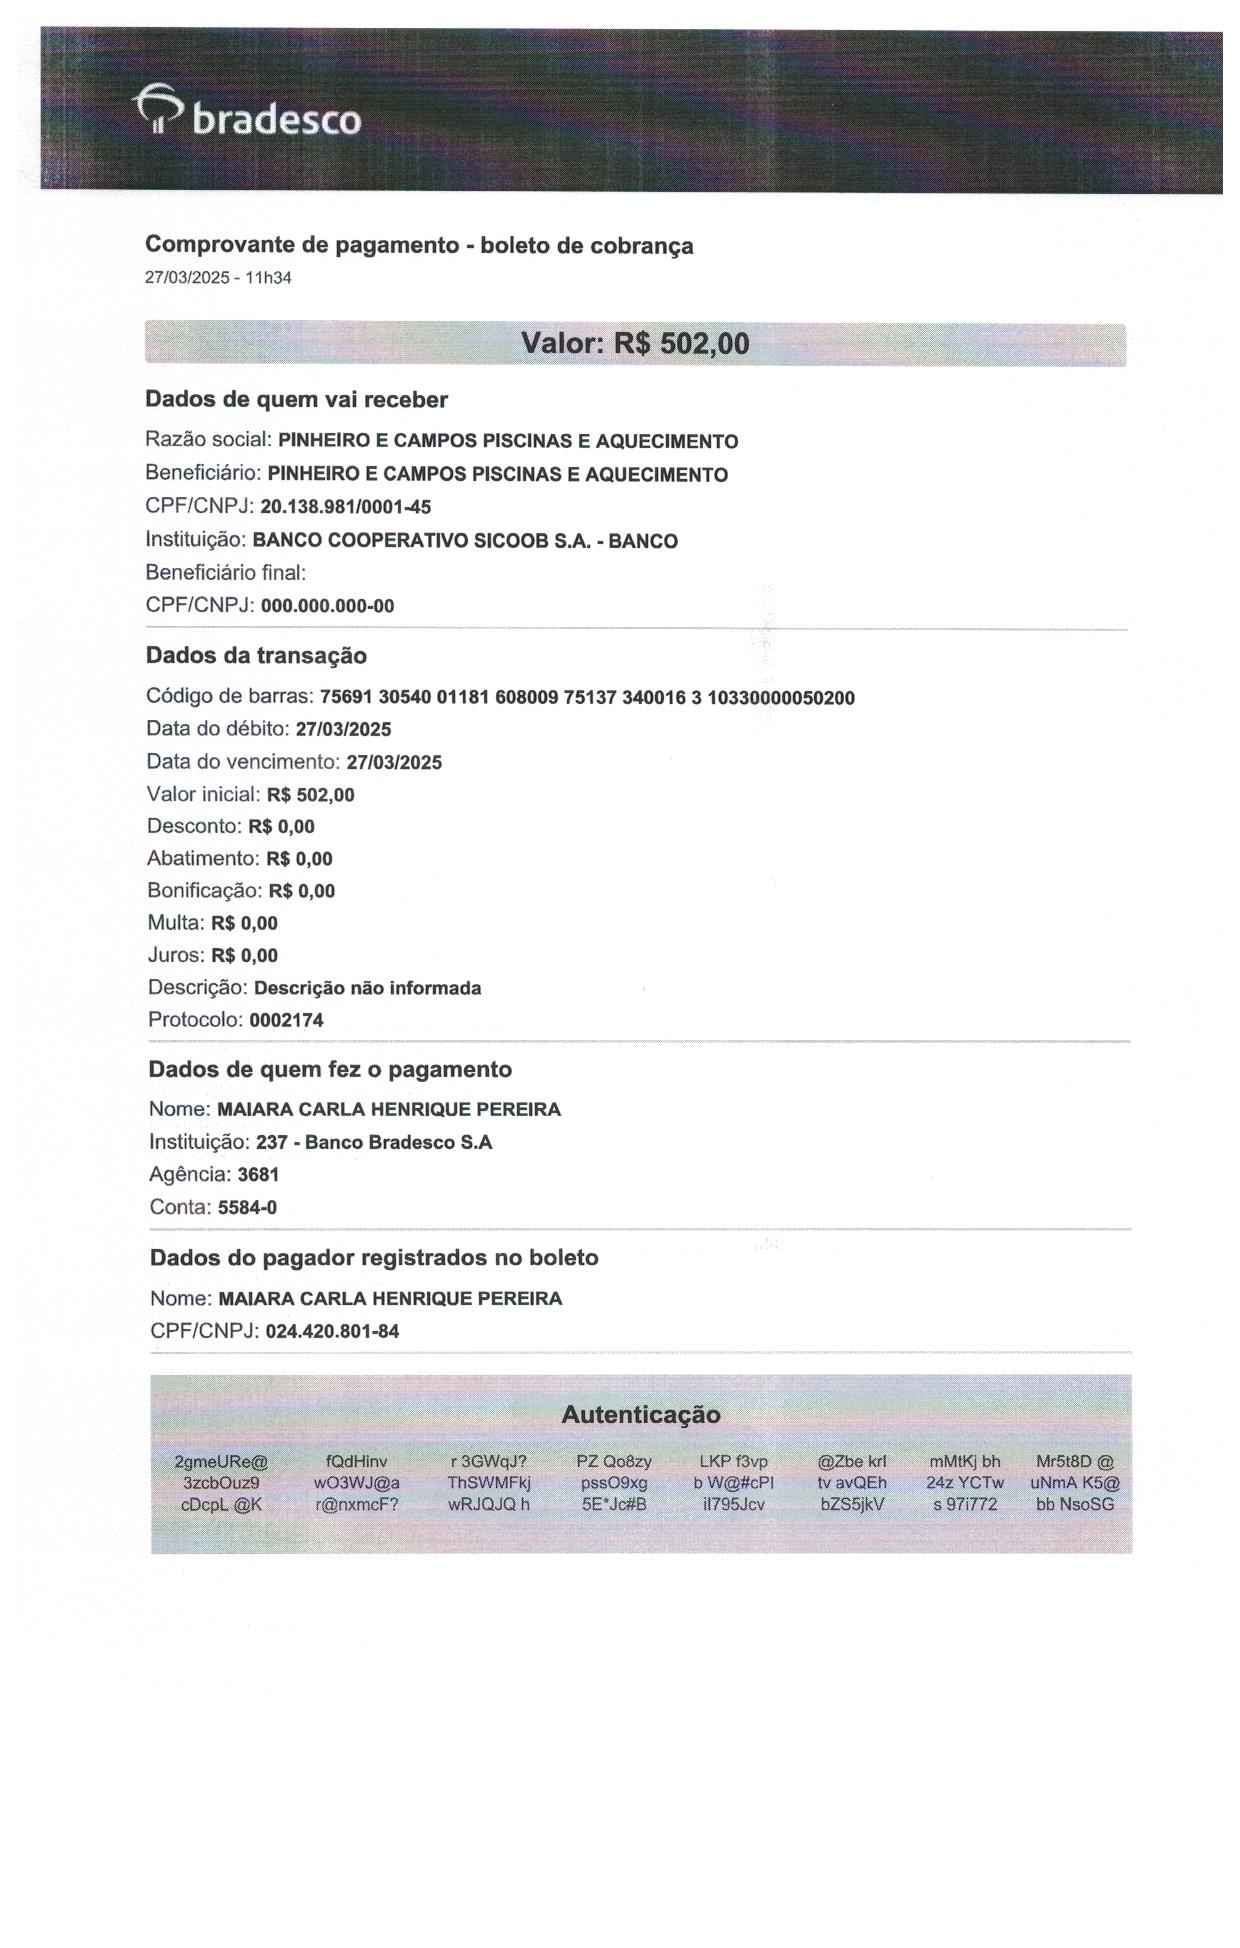 bradesco
Comprovante de pagamento - boleto de cobrança
27/03/2025 - 11h34
Valor: R$ 502,00
Dados de quem vai receber
Razão social: PINHEIRO E CAMPOS PISCINAS E AQUECIMENTO
Beneficiário: PINHEIRO E CAMPOS PISCINAS E AQUECIMENTO
CPF/CNPJ: 20.138.981/0001-45
Instituição: BANCO COOPERATIVO SICOOB S.A. - BANCO
Beneficiário final:
CPF/CNPJ: 000.000.000-00
Dados da transação
Código de barras: 75691 30540 01181 608009 75137 340016 3 10330000050200
Data do débito: 27/03/2025
Data do vencimento: 27/03/2025
Valor inicial: R$ 502,00
Desconto: R$ 0,00
Abatimento: R$ 0,00
Bonificação: R$ 0,00
Multa: R$ 0,00
Juros: R$ 0,00
Descrição: Descrição não informada
Protocolo: 0002174
Dados de quem fez o pagamento
Nome: MAIARA CARLA HENRIQUE PEREIRA
Instituição: 237 - Banco Bradesco S.A
Agência: 3681
Conta: 5584-0
Dados do pagador registrados no boleto
Nome: MAIARA CARLA HENRIQUE PEREIRA
CPF/CNPJ: 024.420.801-84
Autenticação
2gmeURe@ fQdHinv r 3GWqJ? PZ Qo8zy LKP f3vp @Zbe krl mMtKj bh Mr5t8D @
3zcbOuz9 wO3WJ@a ThSWMFkj pssO9xg b W@#cPl tv avQEh 24z YCTw uNmA K5@
cDcpL @K r@nxmcF? wRJQJQ h 5E*Jc#B il795Jcv bZS5jkV s 97i772 bb NsoSG